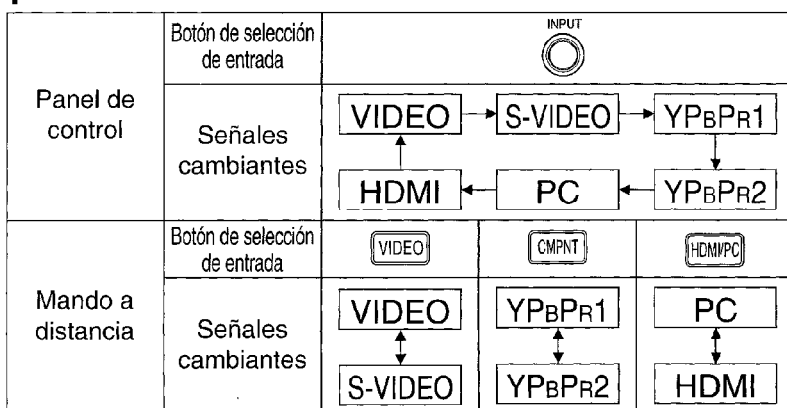 Panel de
control
Botón de selección
de entrada
INPUT
Señales
cambiantes
VIDEO S-VIDEO YPBPR1
HDMI PC YPBPR2
Mando a
distancia
Botón de selección
de entrada
VIDEO CMPNT HDMI/PC
Señales
cambiantes
VIDEO YPBPR1 PC
S-VIDEO YPBPR2 HDMI